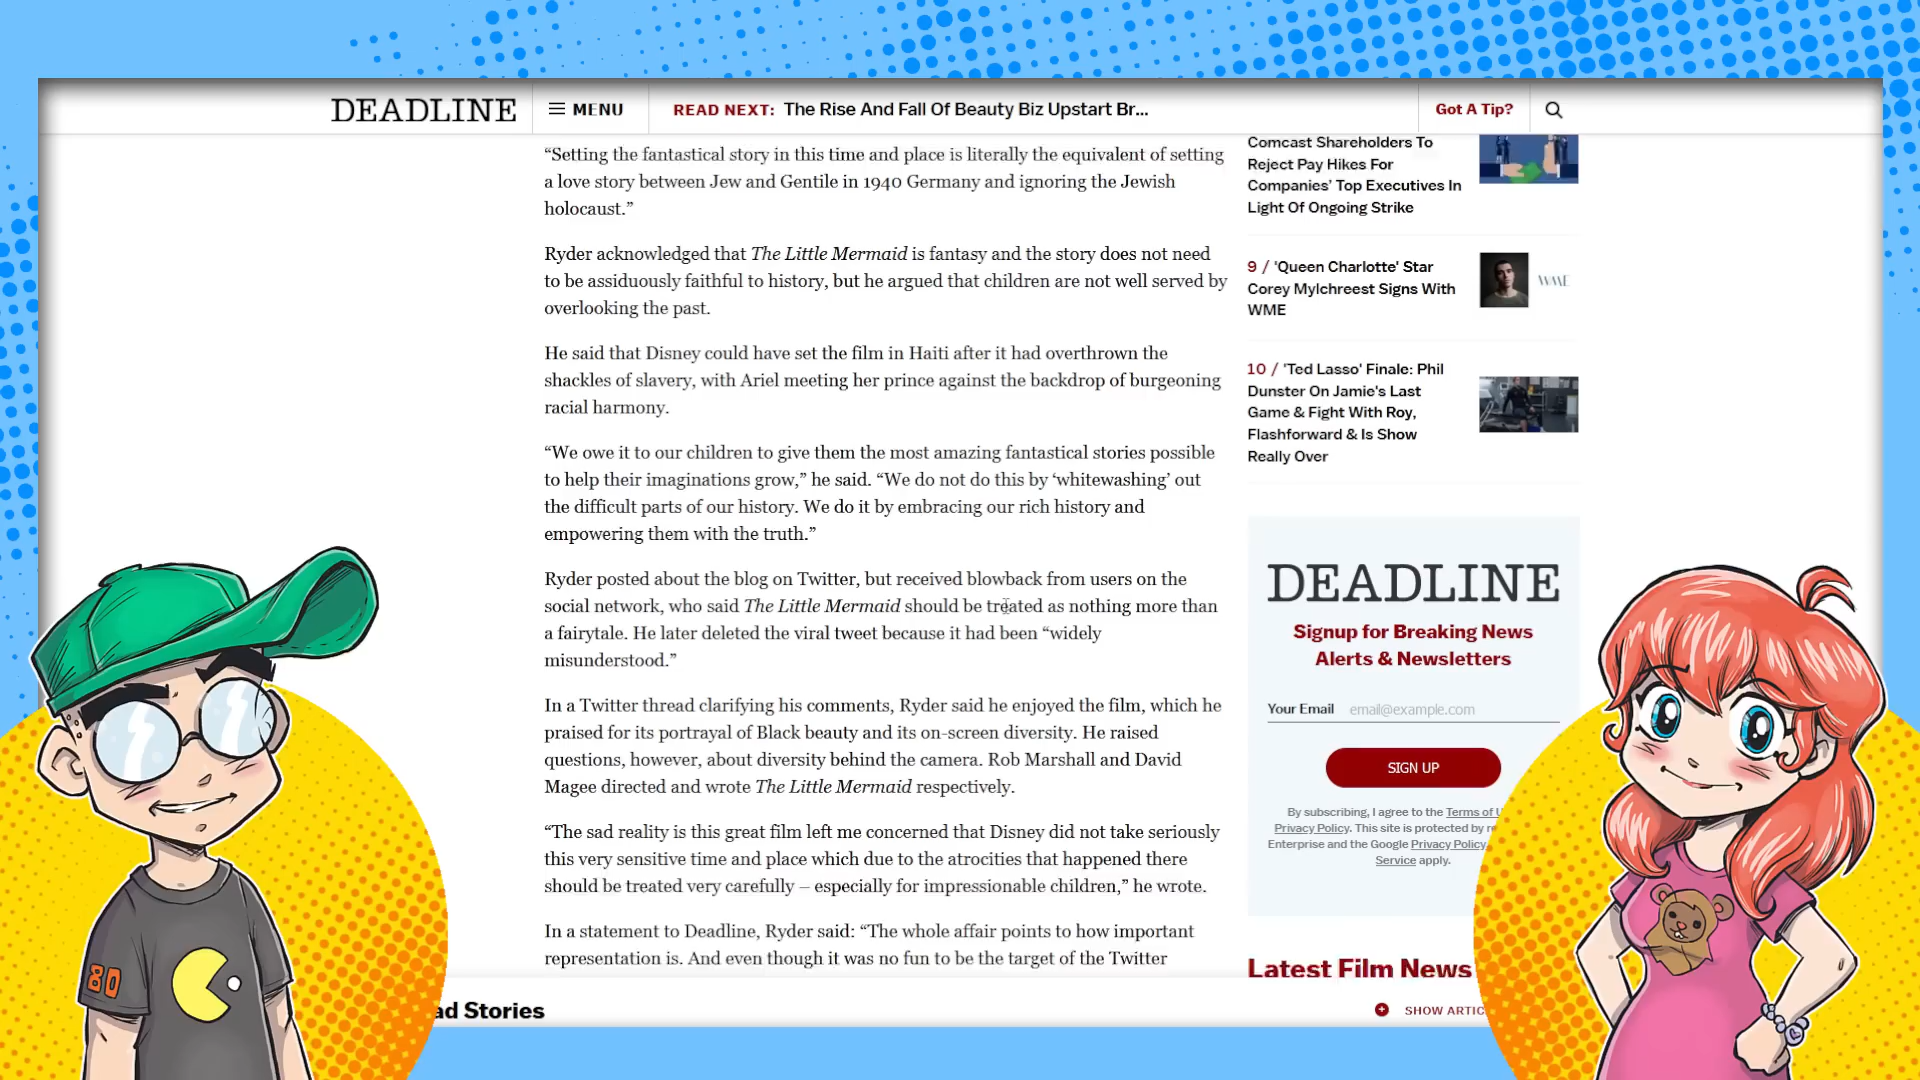 DEADLINE
MENU
READ NEXT: The Rise And Fall Of Beauty Biz Upstart Br...
Got A Tip?
“Setting the fantastical story in this time and place is literally the equivalent of setting
a love story between Jew and Gentile in 1940 Germany and ignoring the Jewish
holocaust.”
Ryder acknowledged that The Little Mermaid is fantasy and the story does not need
to be assiduously faithful to history, but he argued that children are not well served by
overlooking the past.
He said that Disney could have set the film in Haiti after it had overthrown the
shackles of slavery, with Ariel meeting her prince against the backdrop of burgeoning
racial harmony.
“We owe it to our children to give them the most amazing fantastical stories possible
to help their imaginations grow,” he said. “We do not do this by ‘whitewashing’ out
the difficult parts of our history. We do it by embracing our rich history and
empowering them with the truth.”
Ryder posted about the blog on Twitter, but received blowback from users on the
social network, who said The Little Mermaid should be treated as nothing more than
a fairytale. He later deleted the viral tweet because it had been “widely
misunderstood.”
In a Twitter thread clarifying his comments, Ryder said he enjoyed the film, which he
praised for its portrayal of Black beauty and its on-screen diversity. He raised
questions, however, about diversity behind the camera. Rob Marshall and David
Magee directed and wrote The Little Mermaid respectively.
“The sad reality is this great film left me concerned that Disney did not take seriously
this very sensitive time and place which due to the atrocities that happened there
should be treated very carefully – especially for impressionable children,” he wrote.
In a statement to Deadline, Ryder said: “The whole affair points to how important
representation is. And even though it was no fun to be the target of the Twitter
Comcast Shareholders To
Reject Pay Hikes For
Companies’ Top Executives In
Light Of Ongoing Strike
9 / 'Queen Charlotte' Star
Corey Mylchreest Signs With
WME
WME
10 / 'Ted Lasso' Finale: Phil
Dunster On Jamie's Last
Game & Fight With Roy,
Flashforward & Is Show
Really Over
DEADLINE
Signup for Breaking News
Alerts & Newsletters
Your Email email@example.com
SIGN UP
By subscribing, I agree to the Terms of
Privacy Policy. This site is protected by
Enterprise and the Google Privacy Policy
Service apply.
Latest Film News
ad Stories
SHOW ARTIC
80